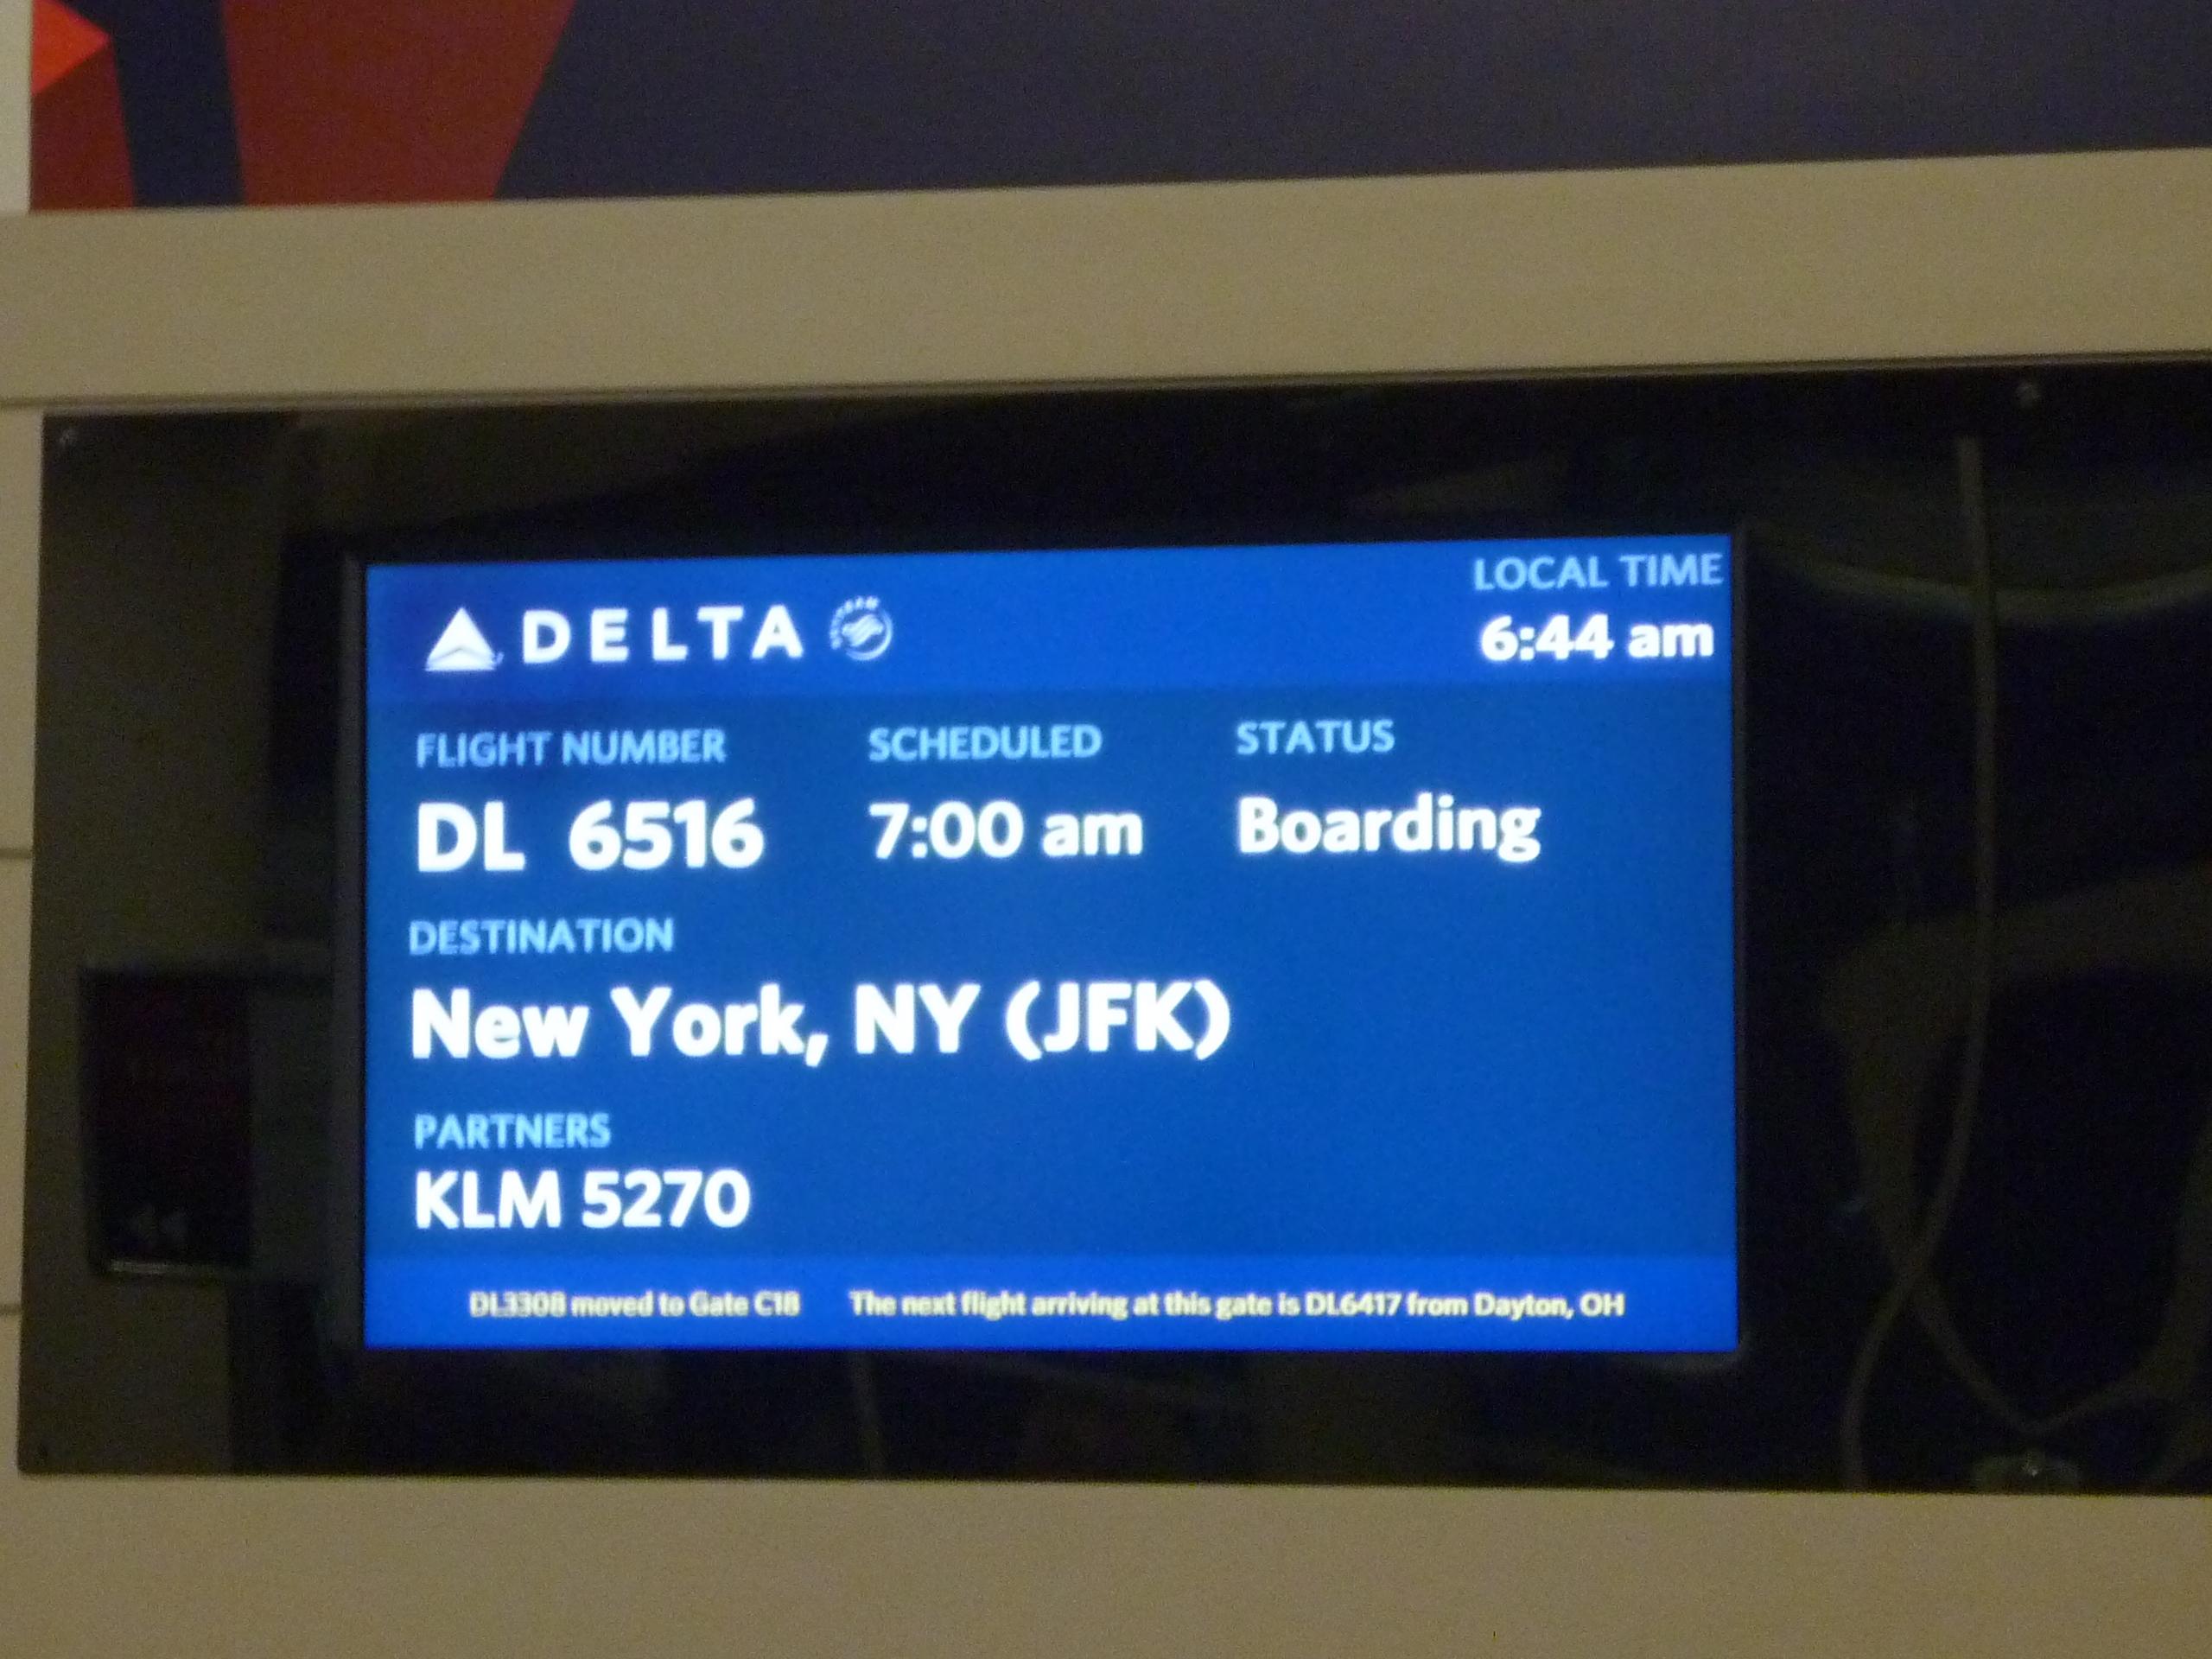 DELTA
LOCAL TIME
6:44 am
FLIGHT NUMBER SCHEDULED STATUS
DL 6516 7:00 am Boarding
DESTINATION
New York, NY (JFK)
PARTNERS
KLM 5270
DL3308 moved to Gate C18 The next flight arriving at this gate is DL6417 from Dayton, OH